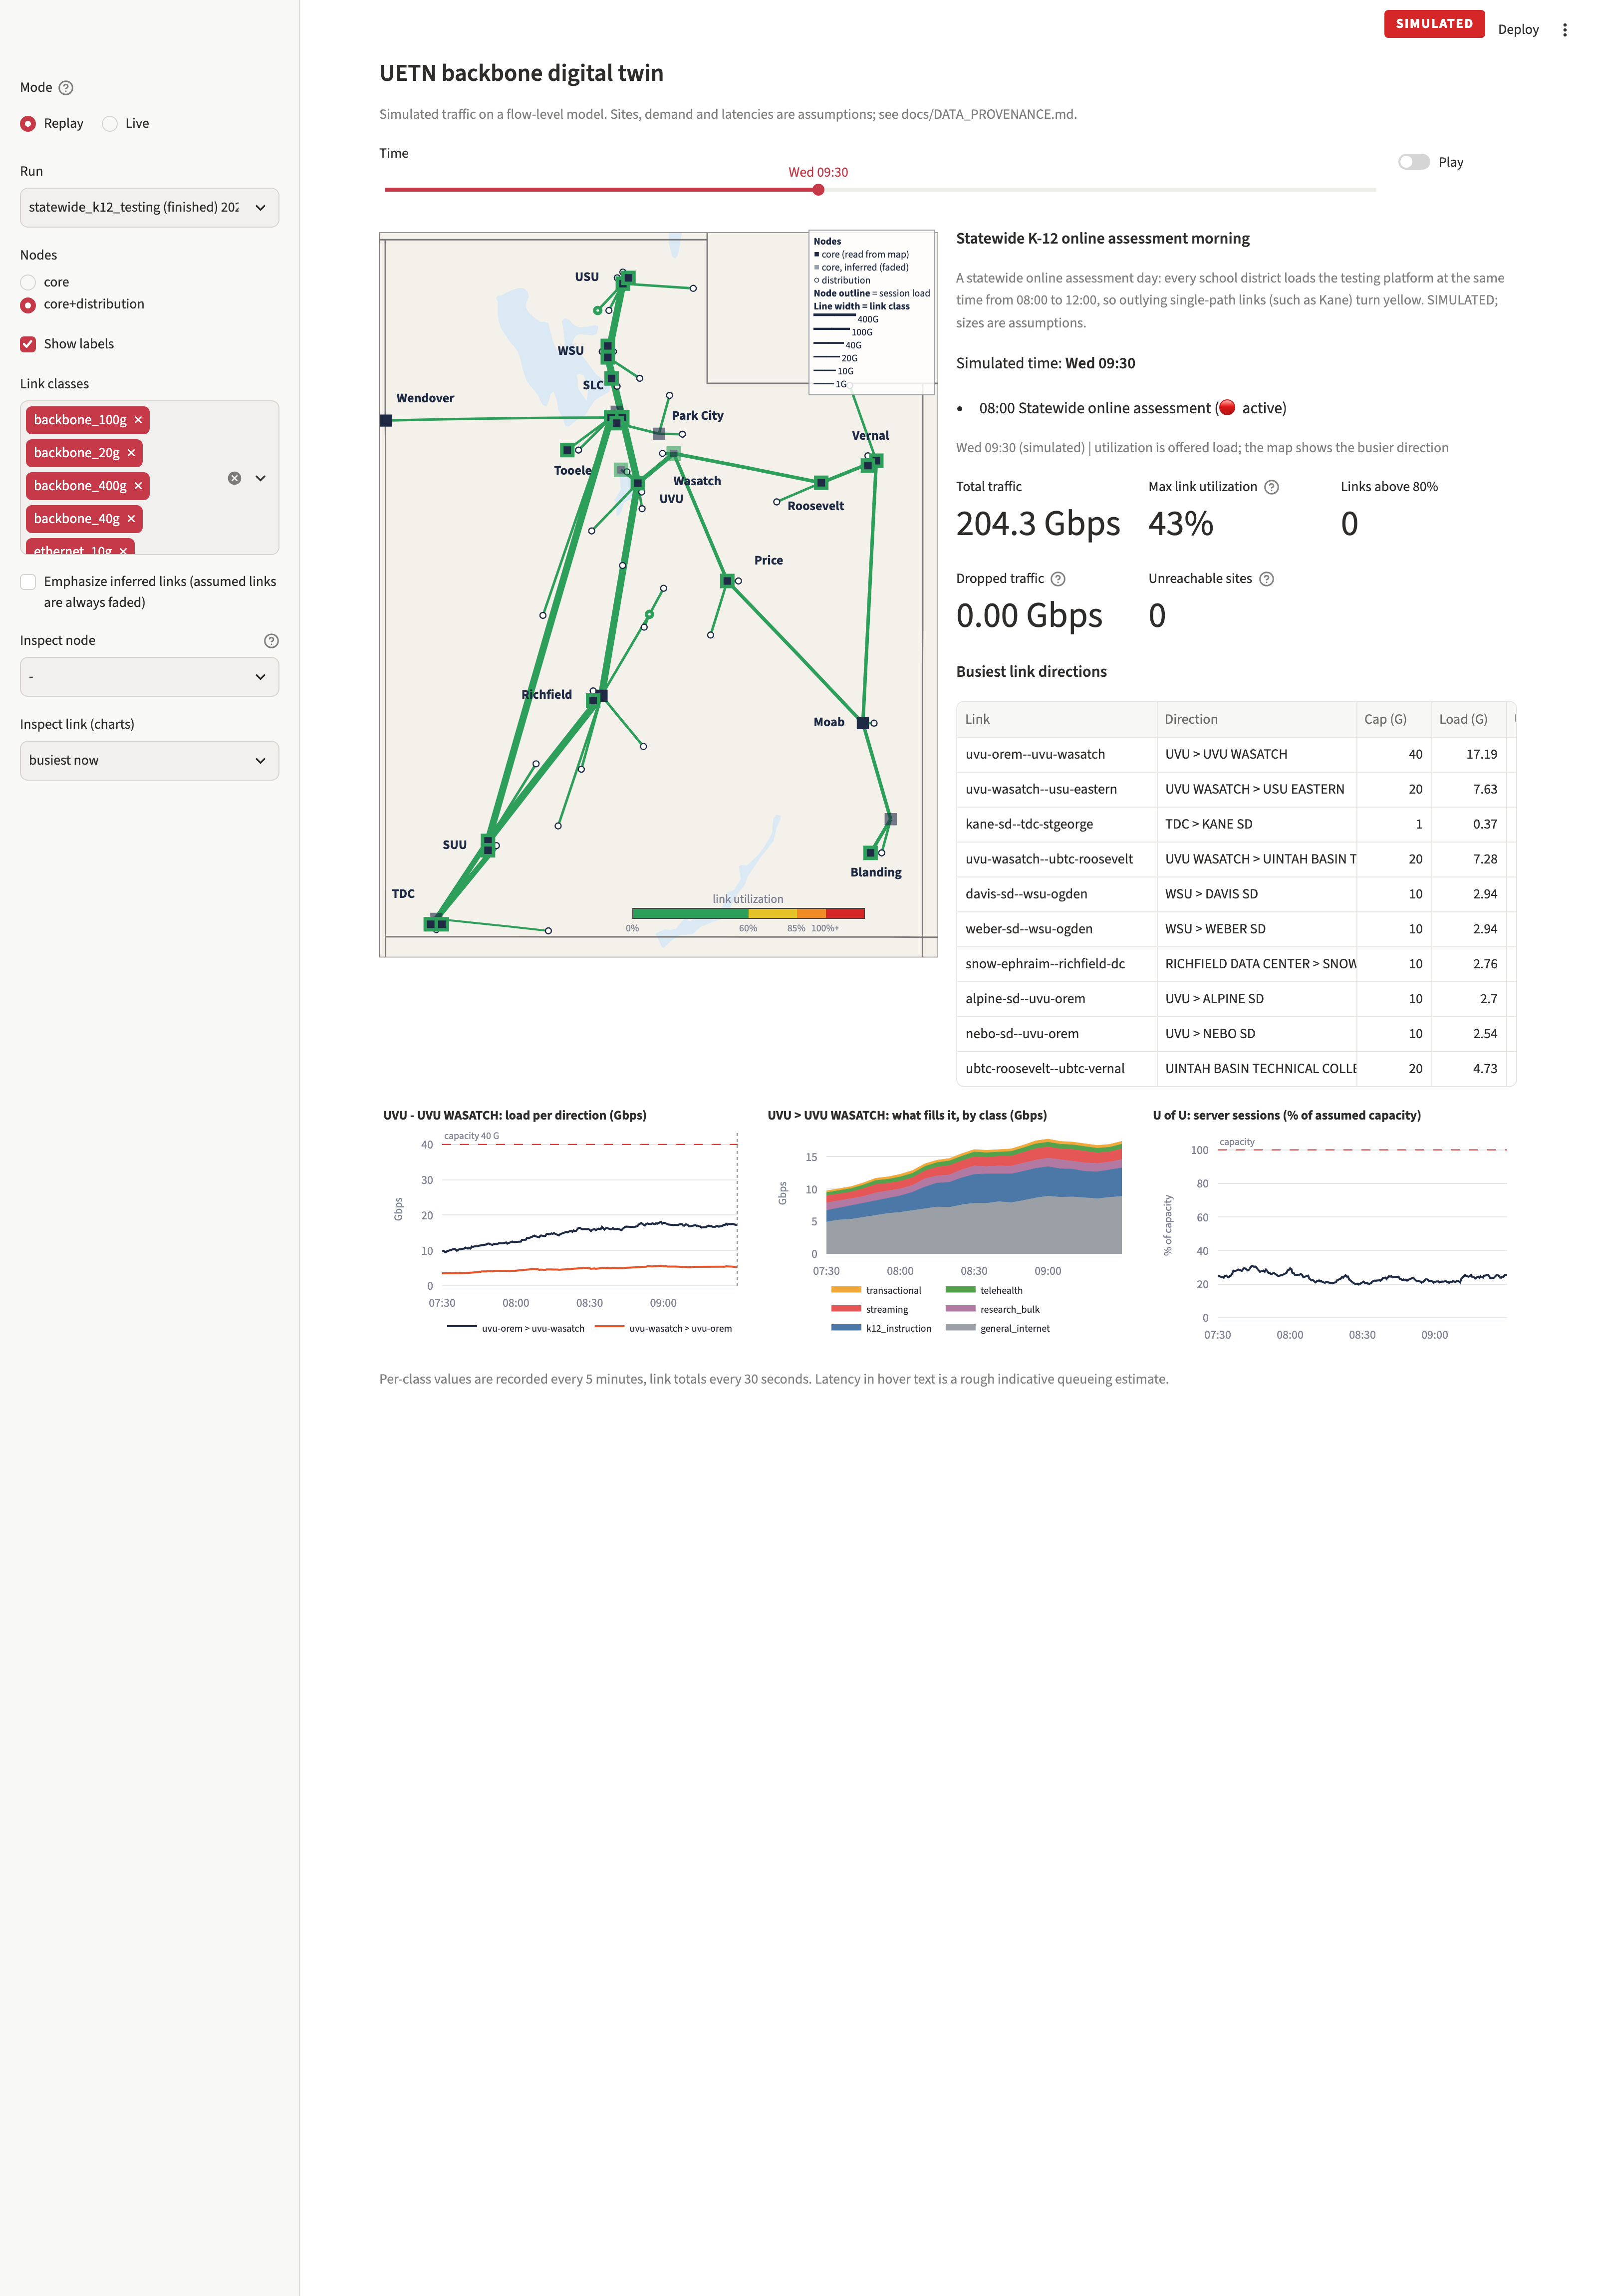 SIMULATED
Deploy
Mode
Replay
Live
Run
statewide_k12_testing (finished) 202
Nodes
core
core+distribution
Show labels
Link classes
backbone_100g
backbone_20g
backbone_400g
backbone_40g
ethernet_10g
Emphasize inferred links (assumed links
are always faded)
Inspect node
-
Inspect link (charts)
busiest now
UETN backbone digital twin
Simulated traffic on a flow-level model. Sites, demand and latencies are assumptions; see docs/DATA_PROVENANCE.md.
Time
Wed 09:30
Play
Nodes
core (read from map)
core, inferred (faded)
distribution
Node outline = session load
Line width = link class
400G
100G
40G
20G
10G
1G
USU
WSU
SLC
Wendover
Park City
Vernal
Tooele
Wasatch
UVU
Roosevelt
Price
Richfield
Moab
SUU
Blanding
TDC
link utilization
0%
60%
85%
100%+
Statewide K-12 online assessment morning
A statewide online assessment day: every school district loads the testing platform at the same
time from 08:00 to 12:00, so outlying single-path links (such as Kane) turn yellow. SIMULATED;
sizes are assumptions.
Simulated time: Wed 09:30
• 08:00 Statewide online assessment (🔴 active)
Wed 09:30 (simulated) | utilization is offered load; the map shows the busier direction
Total traffic
204.3 Gbps
Max link utilization
43%
Links above 80%
0
Dropped traffic
0.00 Gbps
Unreachable sites
0
Busiest link directions
Link Direction Cap (G) Load (G)
uvu-orem--uvu-wasatch UVU > UVU WASATCH 40 17.19
uvu-wasatch--usu-eastern UVU WASATCH > USU EASTERN 20 7.63
kane-sd--tdc-stgeorge TDC > KANE SD 1 0.37
uvu-wasatch--ubtc-roosevelt UVU WASATCH > UINTAH BASIN T 20 7.28
davis-sd--wsu-ogden WSU > DAVIS SD 10 2.94
weber-sd--wsu-ogden WSU > WEBER SD 10 2.94
snow-ephraim--richfield-dc RICHFIELD DATA CENTER > SNOW 10 2.76
alpine-sd--uvu-orem UVU > ALPINE SD 10 2.7
nebo-sd--uvu-orem UVU > NEBO SD 10 2.54
ubtc-roosevelt--ubtc-vernal UINTAH BASIN TECHNICAL COLLE 20 4.73
UVU - UVU WASATCH: load per direction (Gbps)
capacity 40 G
40
30
20
10
0
Gbps
07:30 08:00 08:30 09:00
uvu-orem > uvu-wasatch uvu-wasatch > uvu-orem
UVU > UVU WASATCH: what fills it, by class (Gbps)
15
10
5
0
Gbps
07:30 08:00 08:30 09:00
transactional telehealth
streaming research_bulk
k12_instruction general_internet
U of U: server sessions (% of assumed capacity)
capacity
100
80
60
40
20
0
% of capacity
07:30 08:00 08:30 09:00
Per-class values are recorded every 5 minutes, link totals every 30 seconds. Latency in hover text is a rough indicative queueing estimate.